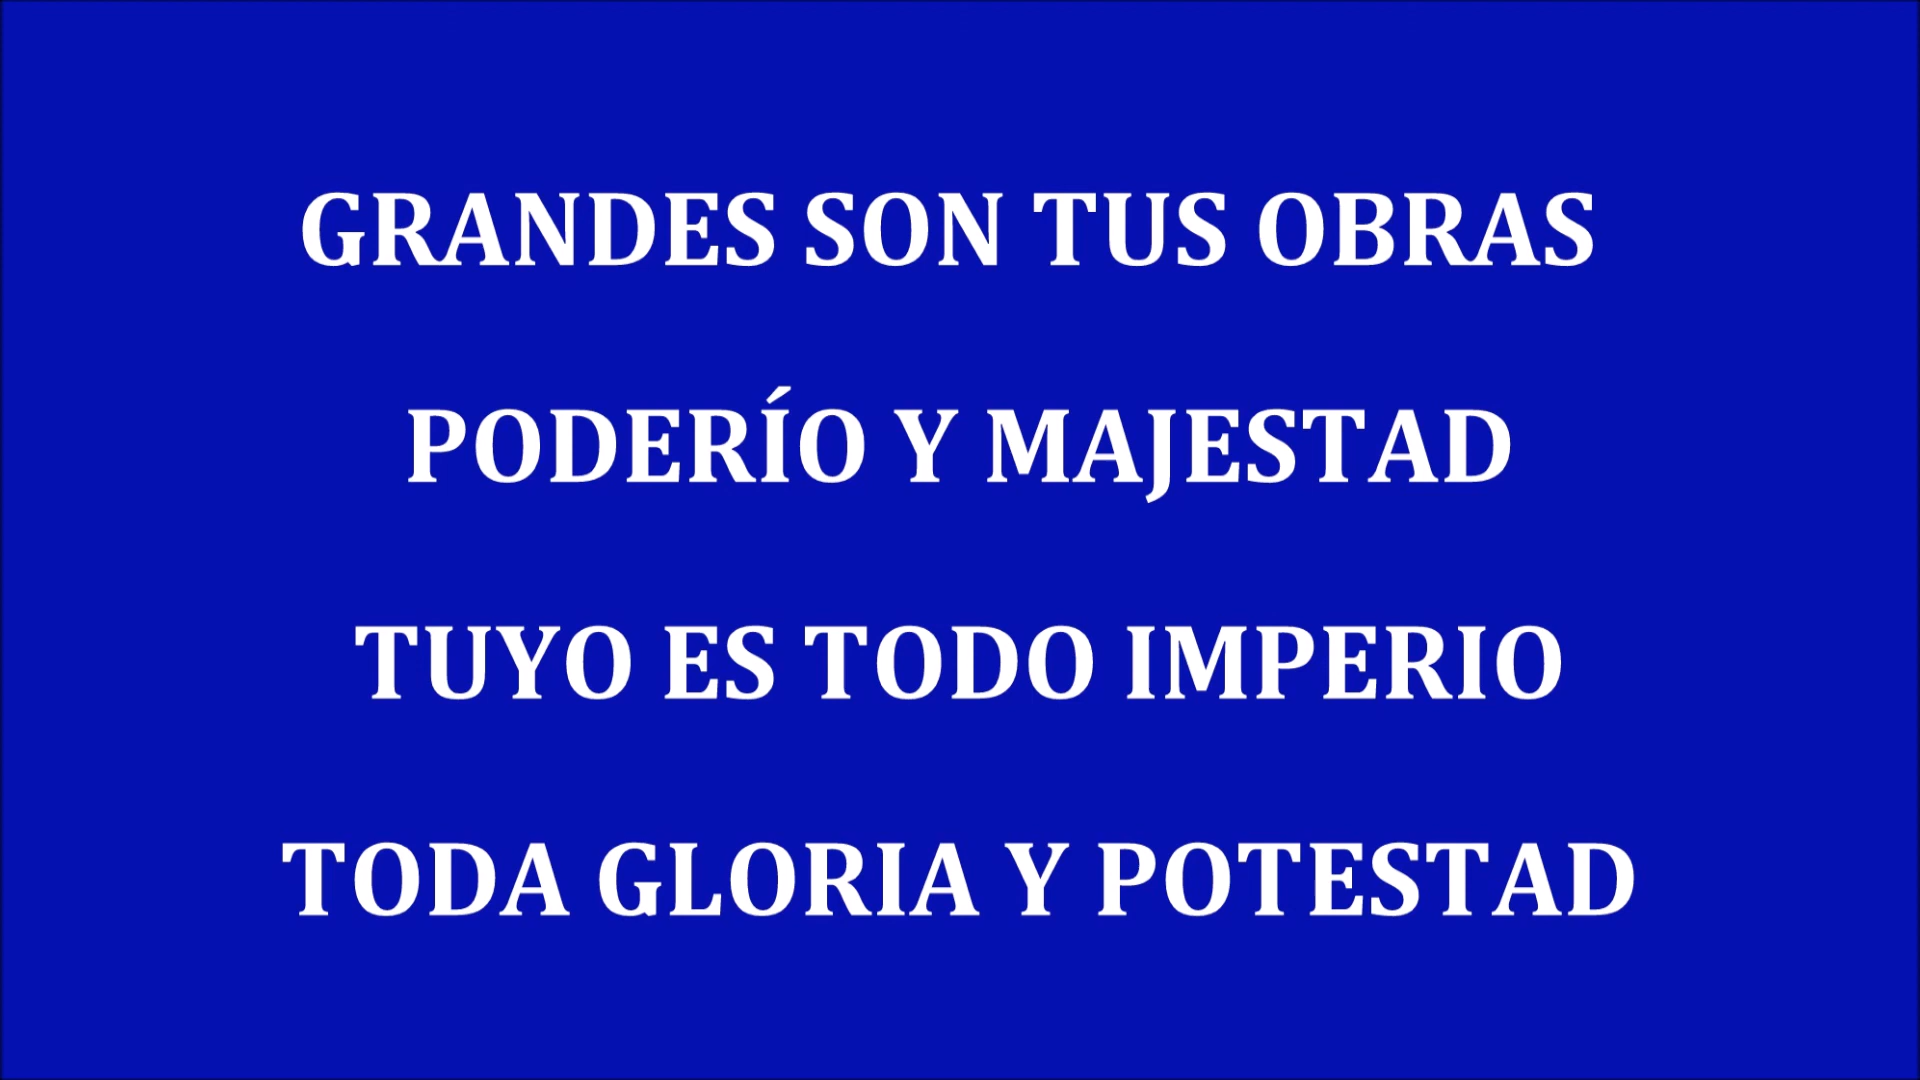 GRANDES SON TUS OBRAS
PODERÍO Y MAJESTAD
TUYO ES TODO IMPERIO
TODA GLORIA Y POTESTAD